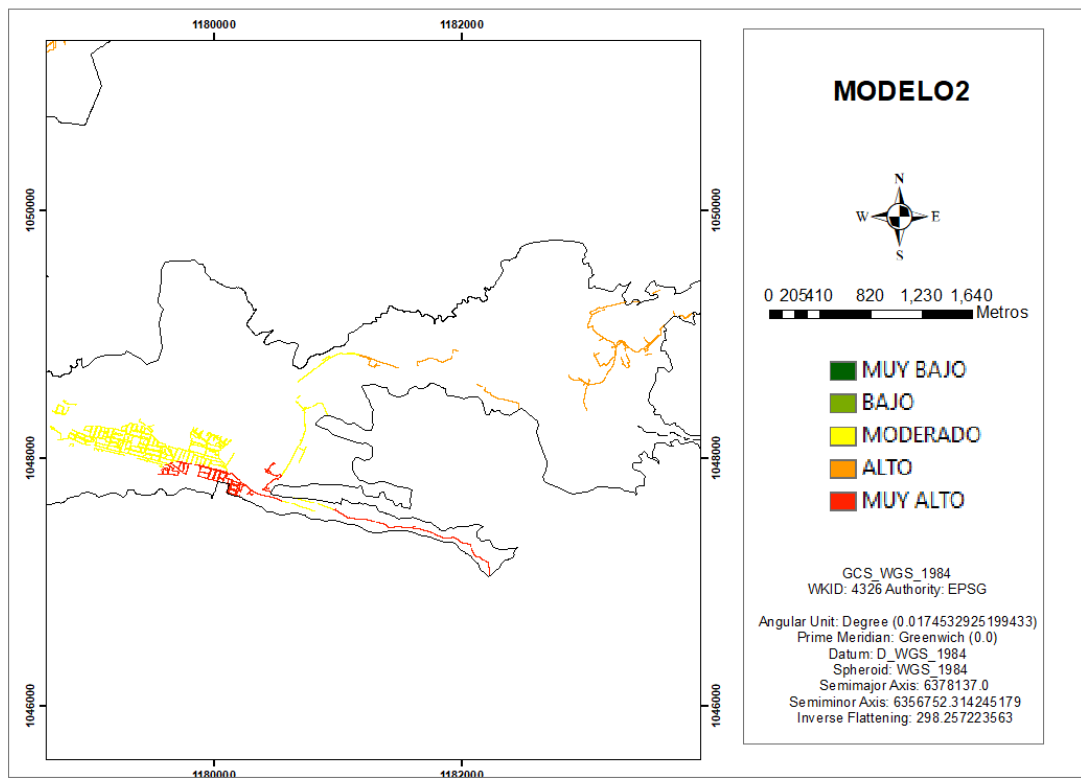 1180000
1182000
1050000
1050000
1048000
1048000
1046000
1046000
1180000
1182000
MODELO2
N
W E
S
0 205410 820 1,230 1,640
Metros
MUY BAJO
BAJO
MODERADO
ALTO
MUY ALTO
GCS_WGS_1984
WKID: 4326 Authority: EPSG
Angular Unit: Degree (0.0174532925199433)
Prime Meridian: Greenwich (0.0)
Datum: D_WGS_1984
Spheroid: WGS_1984
Semimajor Axis: 6378137.0
Semiminor Axis: 6356752.314245179
Inverse Flattening: 298.257223563